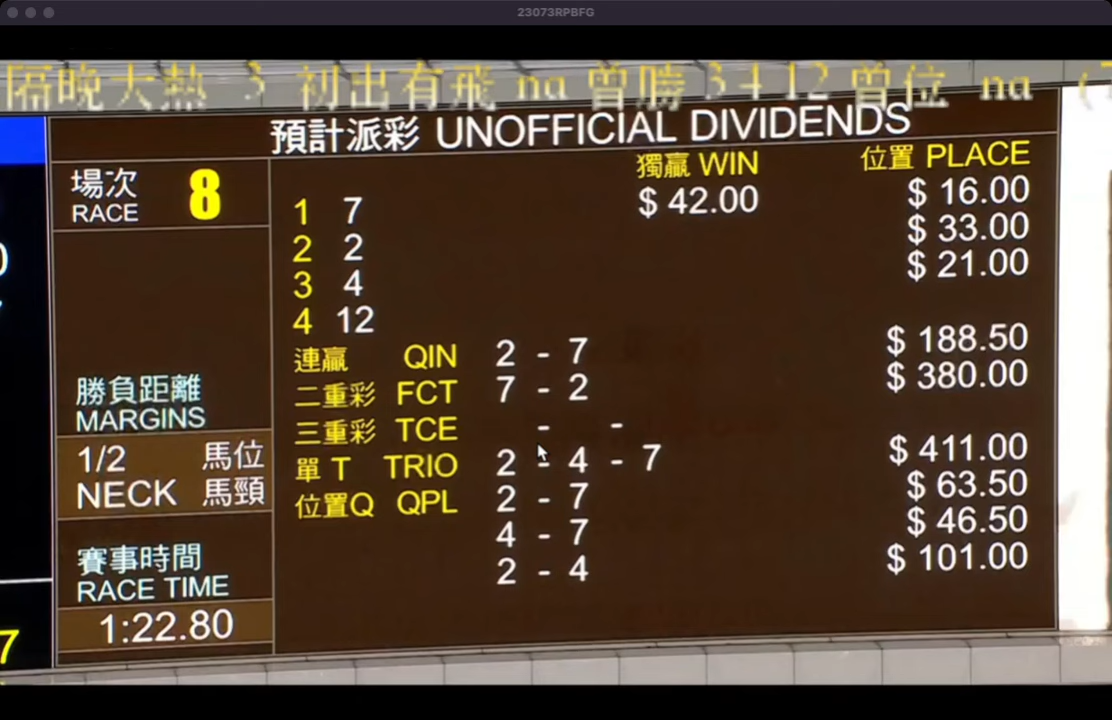 23073RPBFG
隔晚大熱 3 初出有飛 na 曾勝 3 4 12 曾位 na
預計派彩 UNOFFICIAL DIVIDENDS
場次
RACE 8
獨贏 WIN 位置 PLACE
1 7 $ 42.00 $ 16.00
2 2 $ 33.00
3 4 $ 21.00
4 12
連贏 QIN 2 - 7 $ 188.50
二重彩 FCT 7 - 2 $ 380.00
三重彩 TCE - -
單 T TRIO 2 - 4 - 7 $ 411.00
位置Q QPL 2 - 7 $ 63.50
4 - 7 $ 46.50
2 - 4 $ 101.00
勝負距離
MARGINS
1/2 馬位
NECK 馬頸
賽事時間
RACE TIME
1:22.80
7